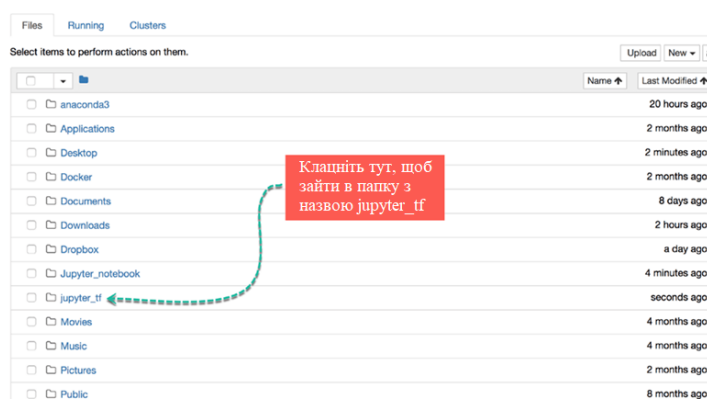 Files Running Clusters
Select items to perform actions on them.
Upload New
Name Last Modified
anaconda3 20 hours ago
Applications 2 months ago
Desktop 2 minutes ago
Docker 2 months ago
Documents 8 days ago
Downloads 2 hours ago
Dropbox a day ago
Jupyter_notebook 4 minutes ago
jupyter_tf seconds ago
Movies 4 months ago
Music 4 months ago
Pictures 2 months ago
Public 8 months ago
Клацніть тут, щоб
зайти в папку з
назвою jupyter_tf